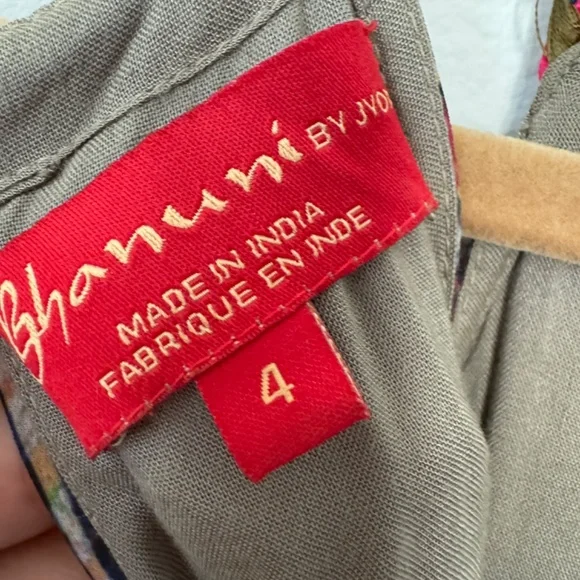 Bhanuni BY
MADE IN INDIA
FABRIQUE EN INDE
4